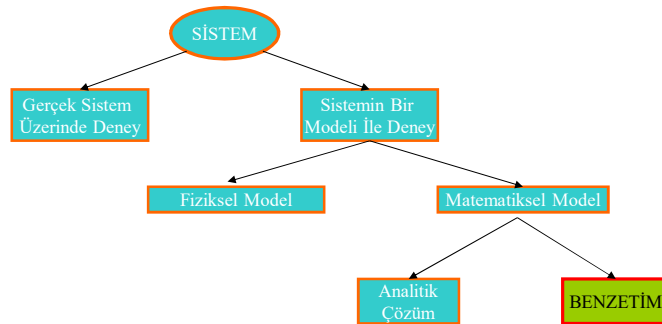 SİSTEM
Gerçek Sistem
Üzerinde Deney
Sistemin Bir
Modeli İle Deney
Fiziksel Model
Matematiksel Model
Analitik
Çözüm
BENZETİM